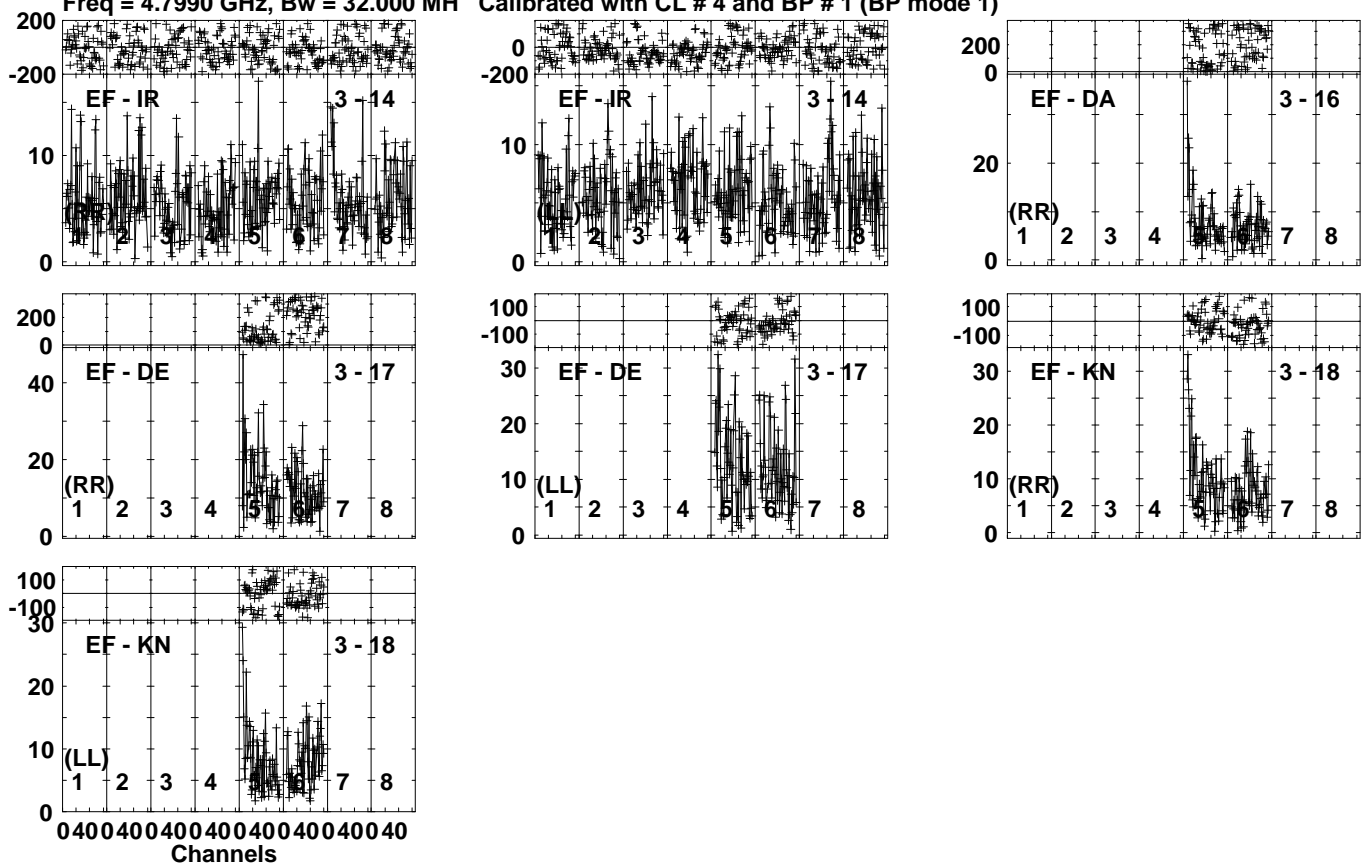 Freq = 4.7990 GHz, Bw = 32.000 MH Calibrated with CL # 4 and BP # 1 (BP mode 1)
200
0
-200
EF - IR
3 - 14
10
(RR)
1 2 3 4 5 6 7 8
0
200
0
-200
EF - IR
3 - 14
10
(LL)
1 2 3 4 5 6 7 8
0
200
0
EF - DA
3 - 16
20
(RR)
1 2 3 4 5 6 7 8
0
200
0
EF - DE
3 - 17
40
20
(RR)
1 2 3 4 5 6 7 8
0
100
-100
EF - DE
3 - 17
30
20
10
(LL)
1 2 3 4 5 6 7 8
0
100
-100
EF - KN
3 - 18
30
20
10
(RR)
1 2 3 4 5 6 7 8
0
100
-100
30
EF - KN
3 - 18
20
10
(LL)
1 2 3 4 5 6 7 8
0
0 40 0 40 0 40 0 40 0 40 0 40 0 40 0 40
Channels